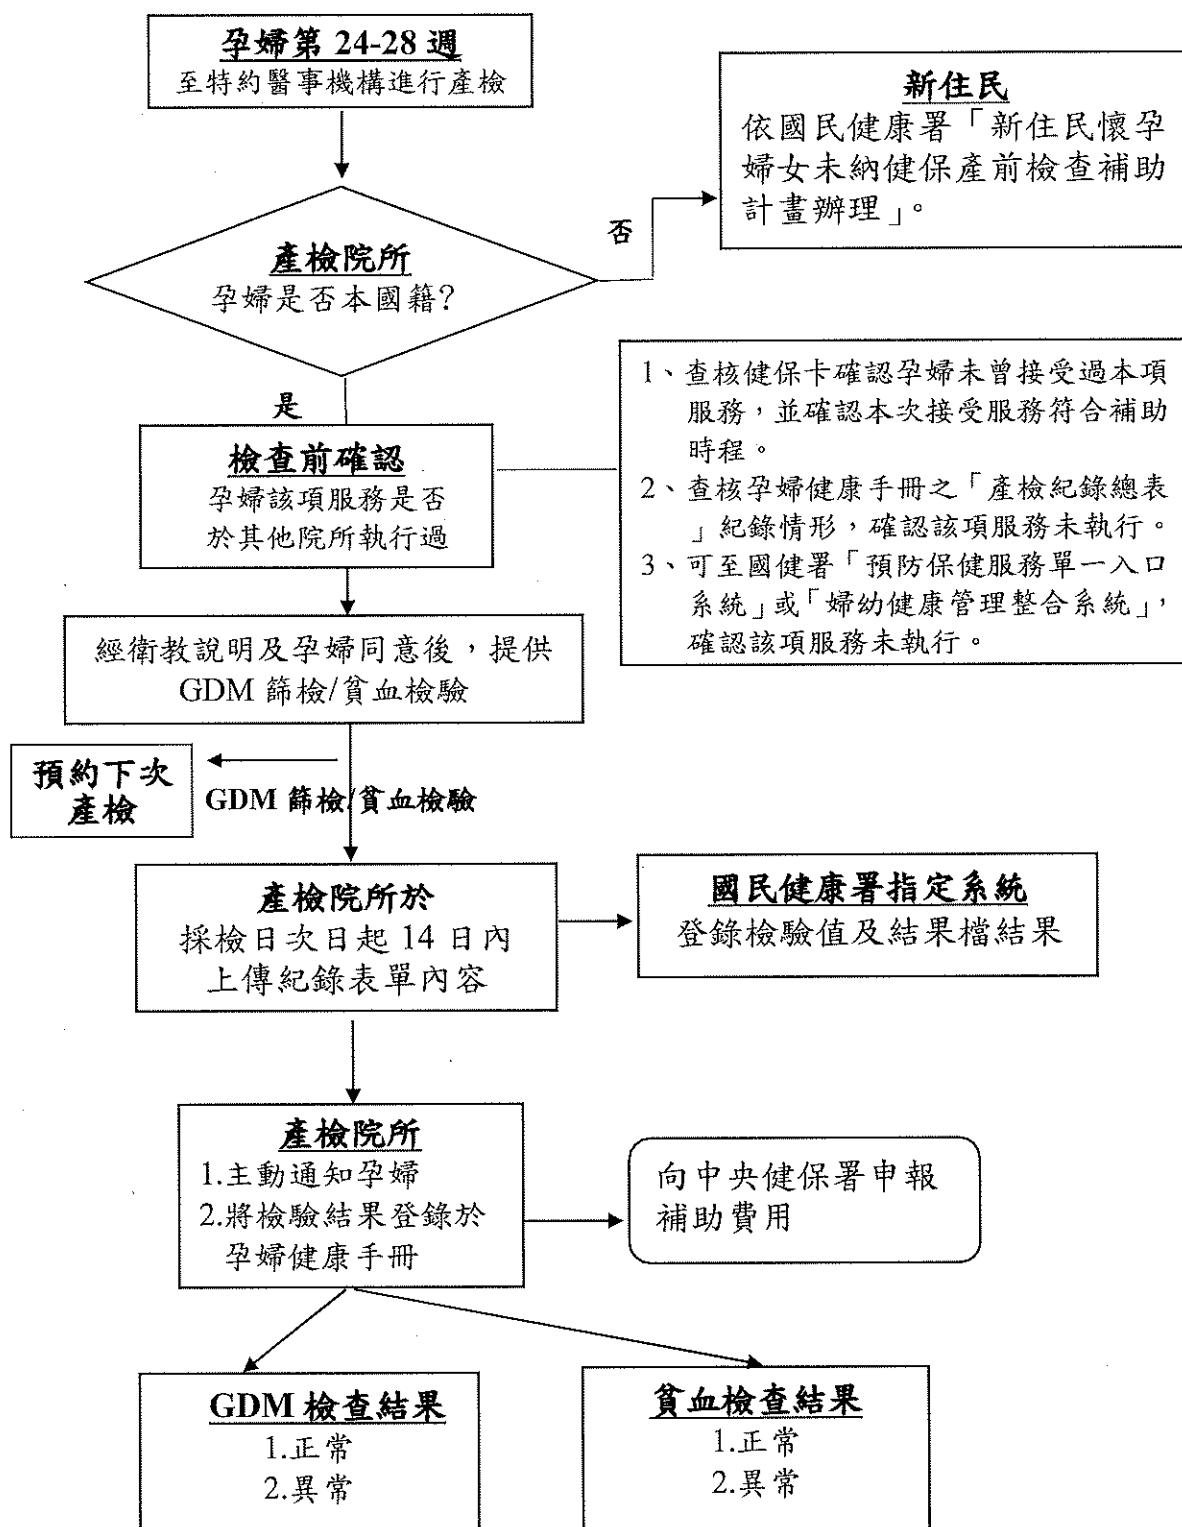 孕婦第 24-28 週
至特約醫事機構進行產檢
新住民
依國民健康署「新住民懷孕
婦女未納健保產前檢查補助
計畫辦理」。
否
產檢院所
孕婦是否本國籍?
是
檢查前確認
孕婦該項服務是否
於其他院所執行過
1、查核健保卡確認孕婦未曾接受過本項
服務，並確認本次接受服務符合補助
時程。
2、查核孕婦健康手冊之「產檢紀錄總表
」紀錄情形，確認該項服務未執行。
3、可至國健署「預防保健服務單一入口
系統」或「婦幼健康管理整合系統」，
確認該項服務未執行。
經衛教說明及孕婦同意後，提供
GDM 篩檢/貧血檢驗
預約下次
產檢
GDM 篩檢/貧血檢驗
產檢院所於
採檢日次日起 14 日內
上傳紀錄表單內容
國民健康署指定系統
登錄檢驗值及結果檔結果
產檢院所
1.主動通知孕婦
2.將檢驗結果登錄於
孕婦健康手冊
向中央健保署申報
補助費用
GDM 檢查結果
1.正常
2.異常
貧血檢查結果
1.正常
2.異常